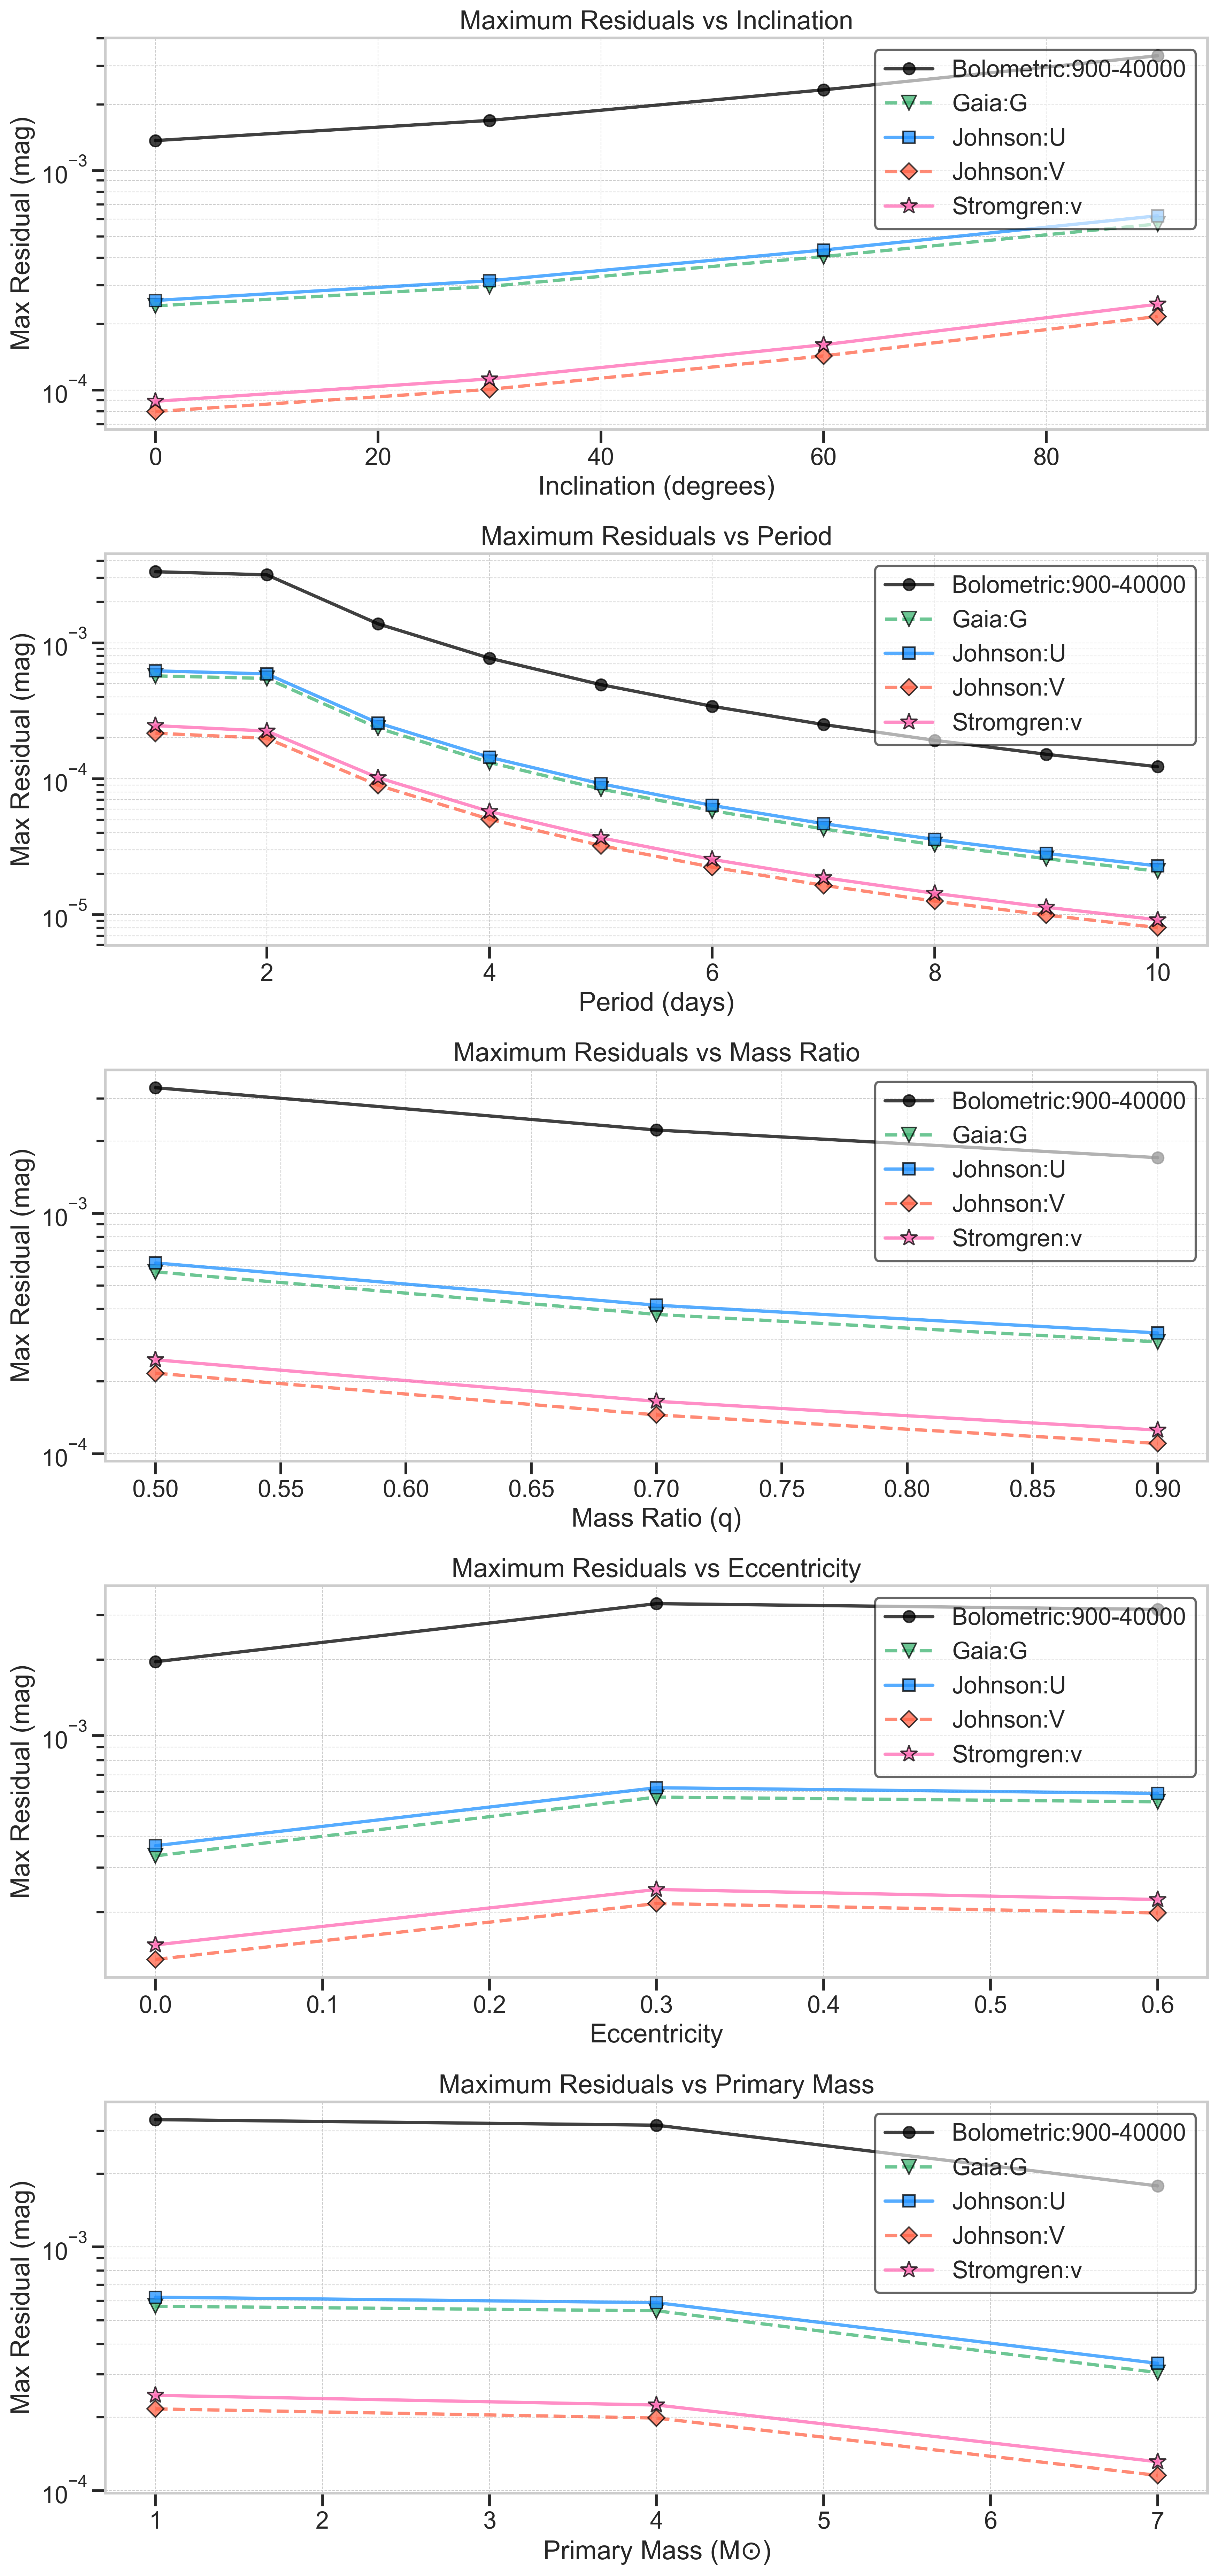 Maximum Residuals vs Inclination
Max Residual (mag)
10−3
10−4
Bolometric:900-40000
Gaia:G
Johnson:U
Johnson:V
Stromgren:v
0 20 40 60 80
Inclination (degrees)
Maximum Residuals vs Period
Max Residual (mag)
10−3
10−4
10−5
Bolometric:900-40000
Gaia:G
Johnson:U
Johnson:V
Stromgren:v
2 4 6 8 10
Period (days)
Maximum Residuals vs Mass Ratio
Max Residual (mag)
10−3
10−4
Bolometric:900-40000
Gaia:G
Johnson:U
Johnson:V
Stromgren:v
0.50 0.55 0.60 0.65 0.70 0.75 0.80 0.85 0.90
Mass Ratio (q)
Maximum Residuals vs Eccentricity
Max Residual (mag)
10−3
Bolometric:900-40000
Gaia:G
Johnson:U
Johnson:V
Stromgren:v
0.0 0.1 0.2 0.3 0.4 0.5 0.6
Eccentricity
Maximum Residuals vs Primary Mass
Max Residual (mag)
10−3
10−4
Bolometric:900-40000
Gaia:G
Johnson:U
Johnson:V
Stromgren:v
1 2 3 4 5 6 7
Primary Mass (M⊙)